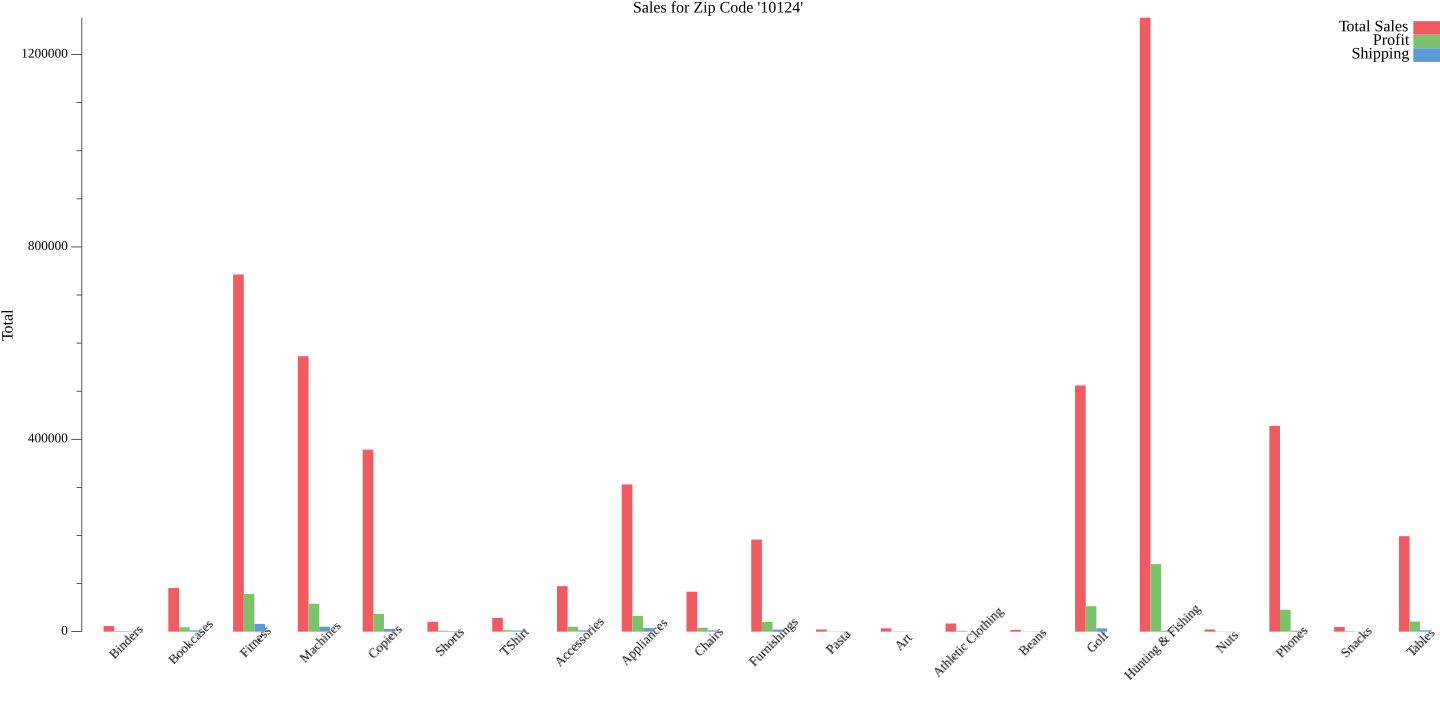 Sales for Zip Code '10124'
Total Sales
Profit
Shipping
Total
1200000
800000
400000
0
Binders
Bookcases
Fitness
Machines
Copiers
Shorts
TShirt
Accessories
Appliances
Chairs
Furnishings
Pasta
Art
Athletic Clothing
Beans
Golf
Hunting & Fishing
Nuts
Phones
Snacks
Tables